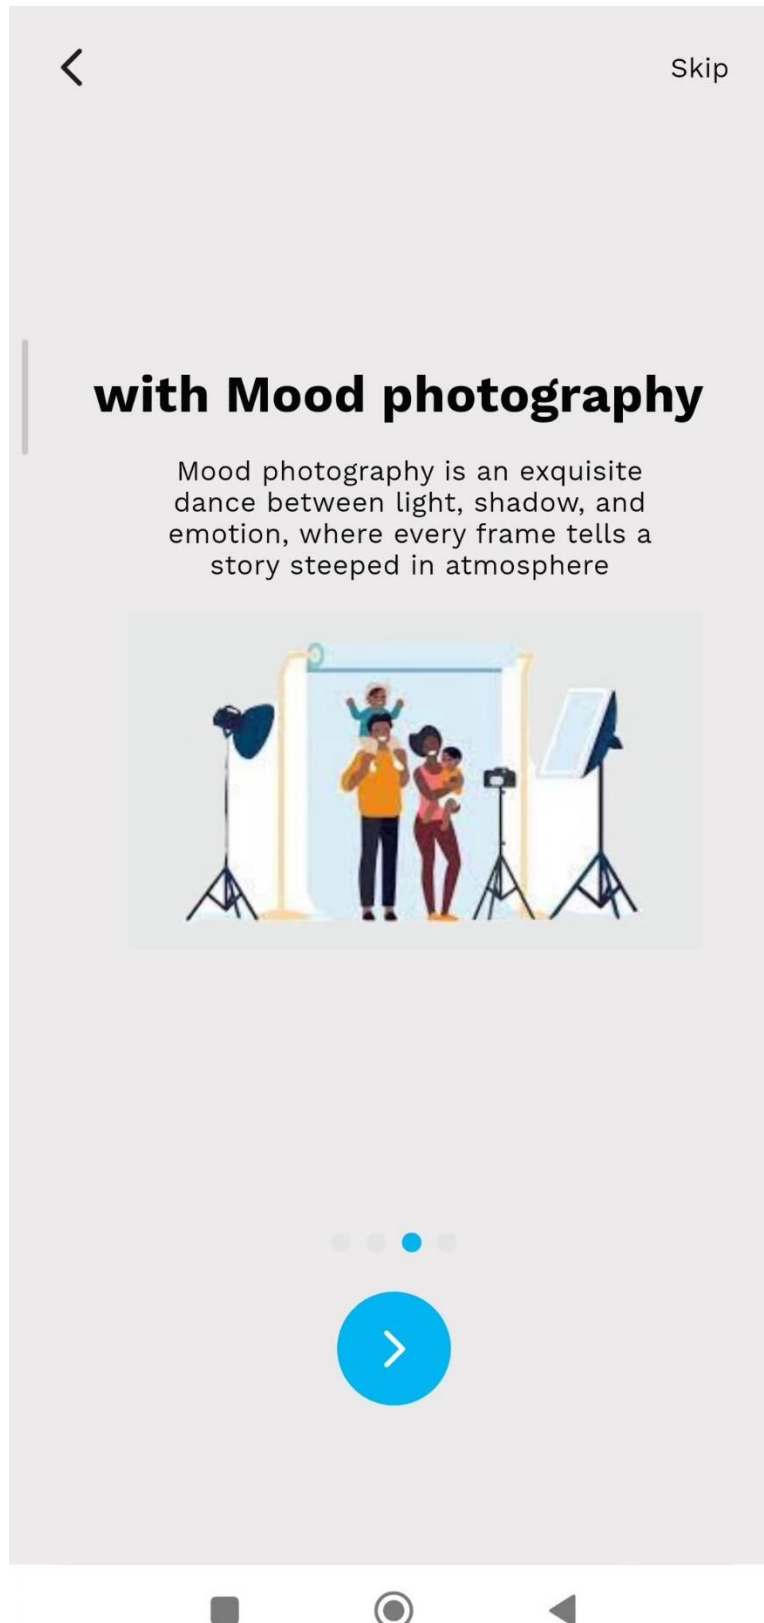 Skip
with Mood photography
Mood photography is an exquisite
dance between light, shadow, and
emotion, where every frame tells a
story steeped in atmosphere